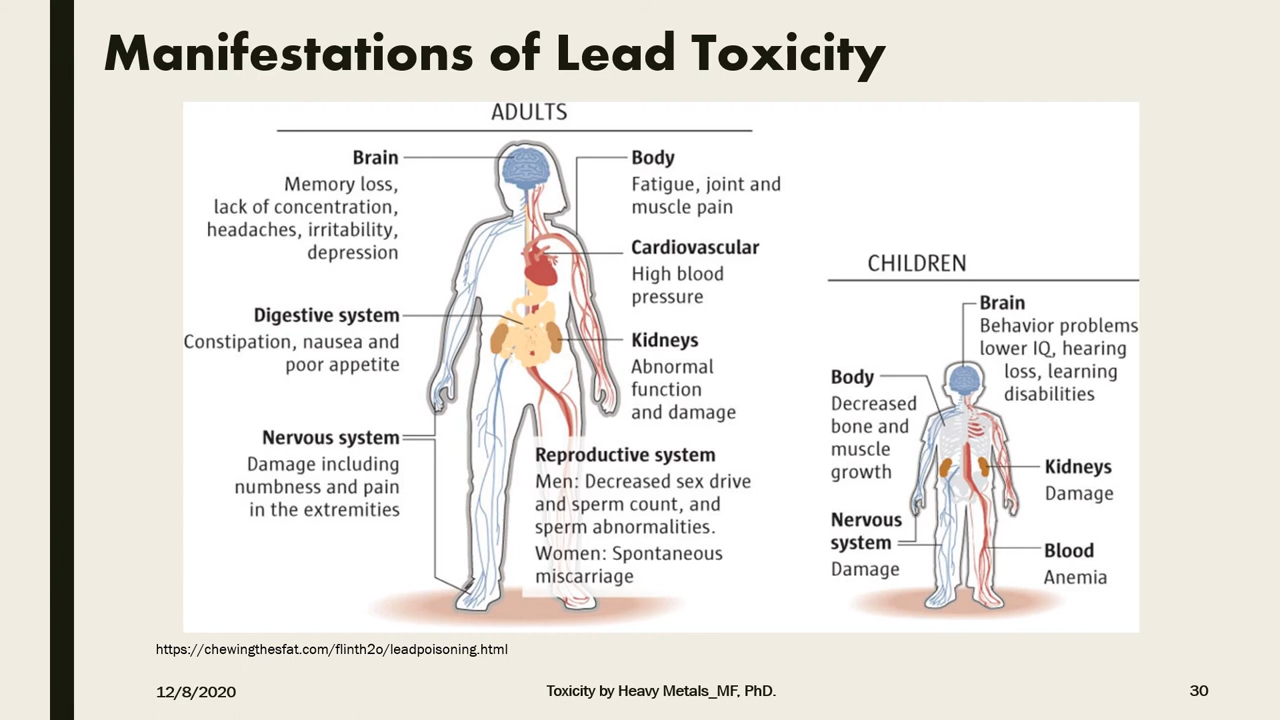 Manifestations of Lead Toxicity
ADULTS
Brain
Memory loss,
lack of concentration,
headaches, irritability,
depression
Digestive system
Constipation, nausea and
poor appetite
Nervous system
Damage including
numbness and pain
in the extremities
Body
Fatigue, joint and
muscle pain
Cardiovascular
High blood
pressure
Kidneys
Abnormal
function
and damage
Reproductive system
Men: Decreased sex drive
and sperm count, and
sperm abnormalities.
Women: Spontaneous
miscarriage
CHILDREN
Brain
Behavior problems
lower IQ, hearing
loss, learning
disabilities
Body
Decreased
bone and
muscle
growth
Nervous
system
Damage
Kidneys
Damage
Blood
Anemia
https://chewingthesfat.com/flinth2o/leadpoisoning.html
12/8/2020
Toxicity by Heavy Metals_MF, PhD.
30